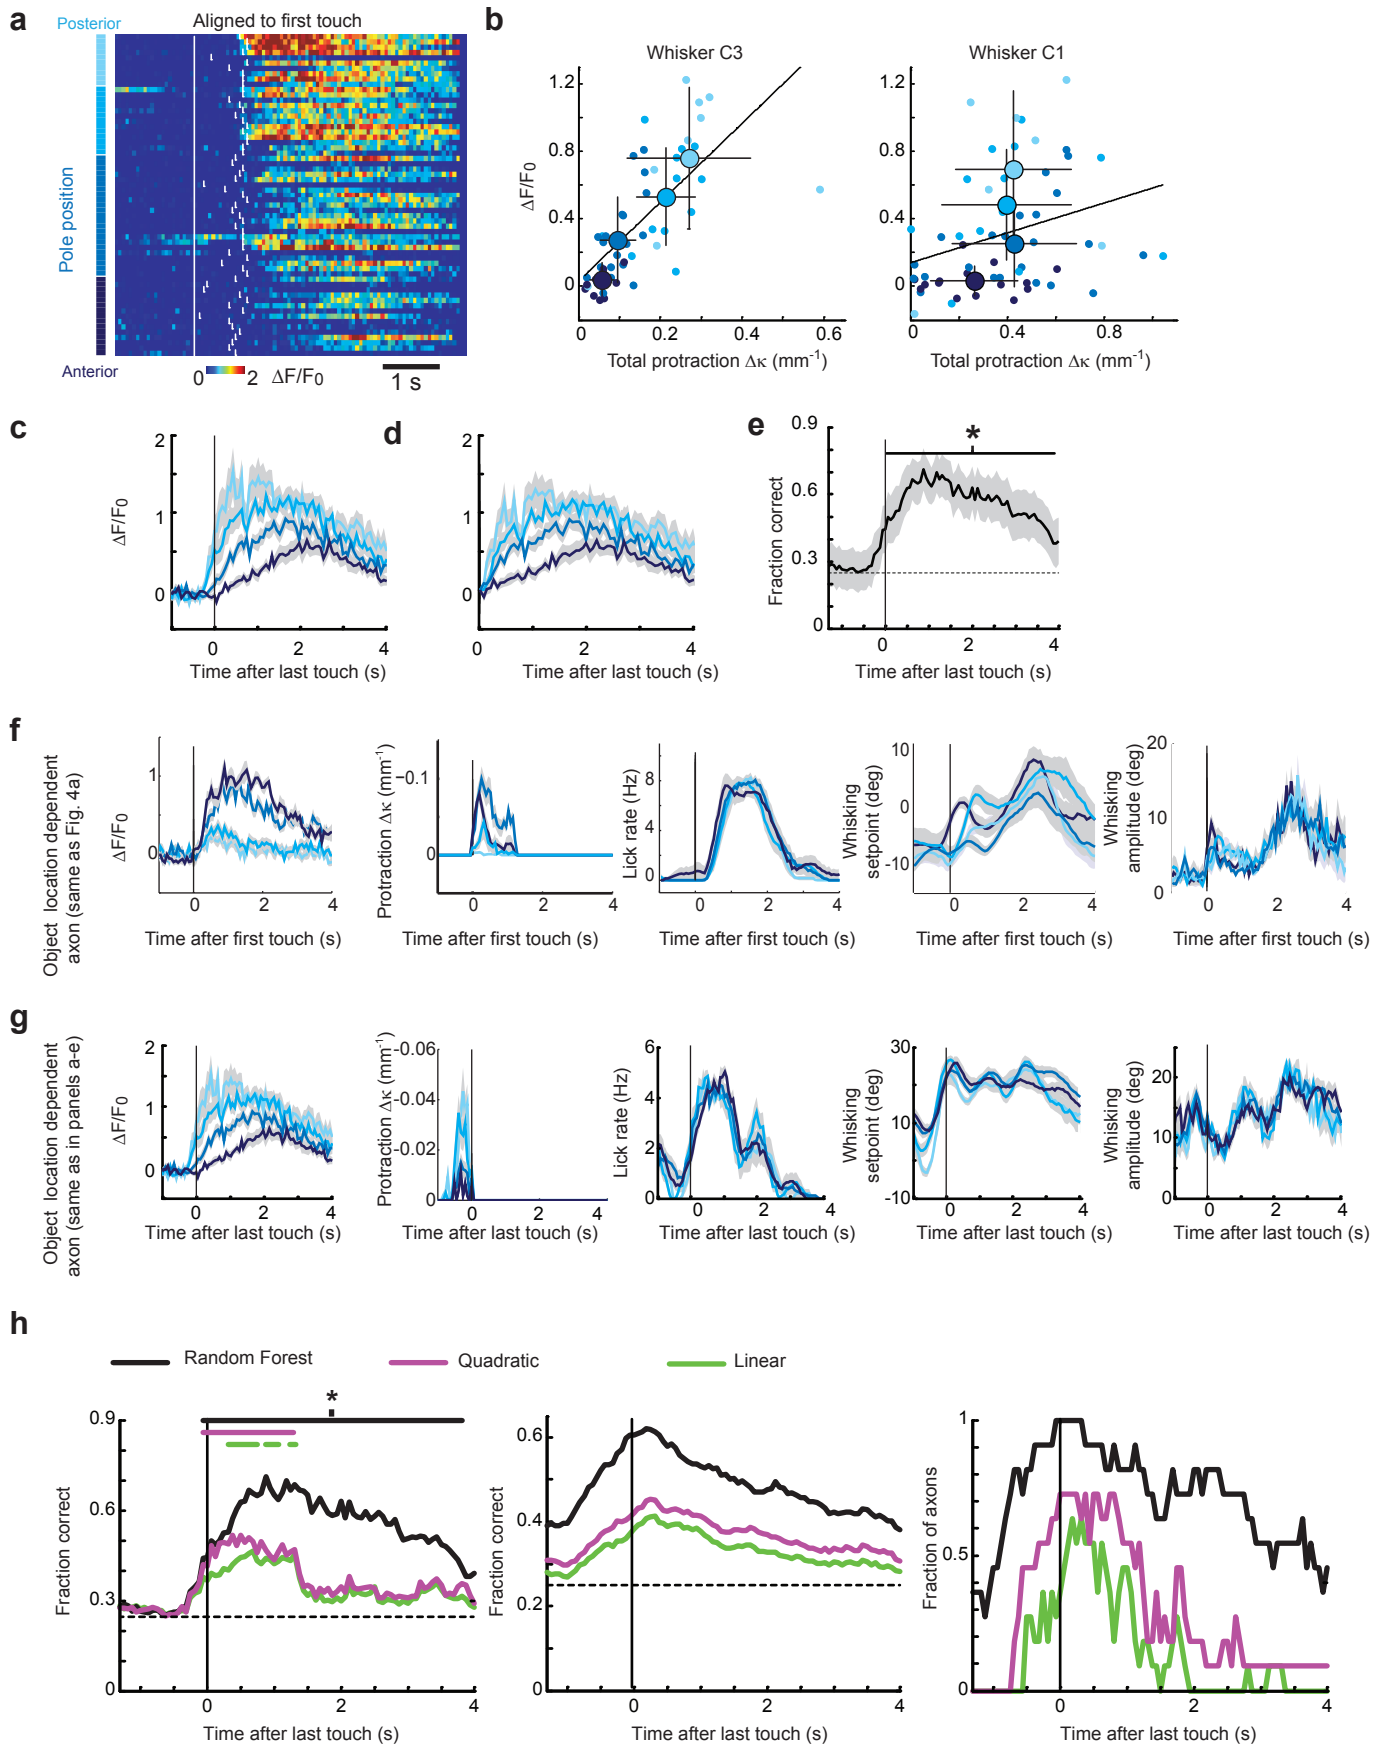 a
Posterior
Aligned to first touch
Pole position
Anterior
0
2
ΔF/F0
1 s
b
Whisker C3
Whisker C1
ΔF/F0
1.2
0.8
0.4
0
0
0.2
0.4
0.6
Total protraction Δκ (mm-1)
1.2
0.8
0.4
0
0
0.4
0.8
Total protraction Δκ (mm-1)
c
ΔF/F0
2
1
0
0
2
4
Time after last touch (s)
d
2
1
0
0
2
4
Time after last touch (s)
e
*
Fraction correct
0.9
0.6
0.3
0
0
2
4
Time after last touch (s)
f
Object location dependent
axon (same as Fig. 4a)
ΔF/F0
1
0
0
2
4
Time after first touch (s)
Protraction Δκ (mm-1)
−0.1
0
0
2
4
Time after first touch (s)
Lick rate (Hz)
8
4
0
0
2
4
Time after first touch (s)
Whisking
setpoint (deg)
10
0
-10
0
2
4
Time after first touch (s)
Whisking
amplitude (deg)
20
10
0
0
2
4
Time after first touch (s)
g
Object location dependent
axon (same as in panels a-e)
ΔF/F0
2
1
0
0
2
4
Time after last touch (s)
Protraction Δκ (mm-1)
-0.06
-0.04
-0.02
0
0
2
4
Time after last touch (s)
Lick rate (Hz)
6
4
2
0
0
2
4
Time after last touch (s)
Whisking
setpoint (deg)
30
10
-10
0
2
4
Time after last touch (s)
Whisking
amplitude (deg)
20
10
0
0
2
4
Time after last touch (s)
h
Random Forest
Quadratic
Linear
*
Fraction correct
0.9
0.6
0.3
0
0
2
4
Time after last touch (s)
Fraction correct
0.6
0.4
0.2
0
0
2
4
Time after last touch (s)
Fraction of axons
1
0.5
0
0
2
4
Time after last touch (s)